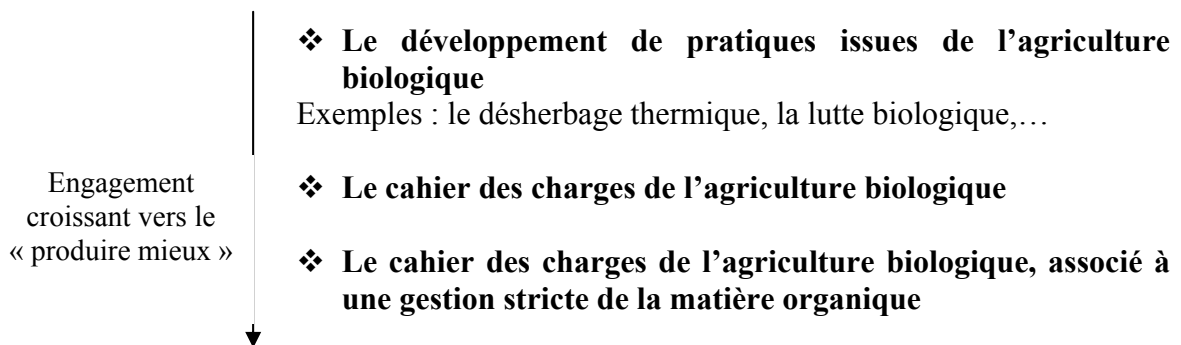 ❖ Le développement de pratiques issues de l’agriculture
biologique
Exemples : le désherbage thermique, la lutte biologique,…
Engagement
croissant vers le
« produire mieux »
❖ Le cahier des charges de l’agriculture biologique
❖ Le cahier des charges de l’agriculture biologique, associé à
une gestion stricte de la matière organique